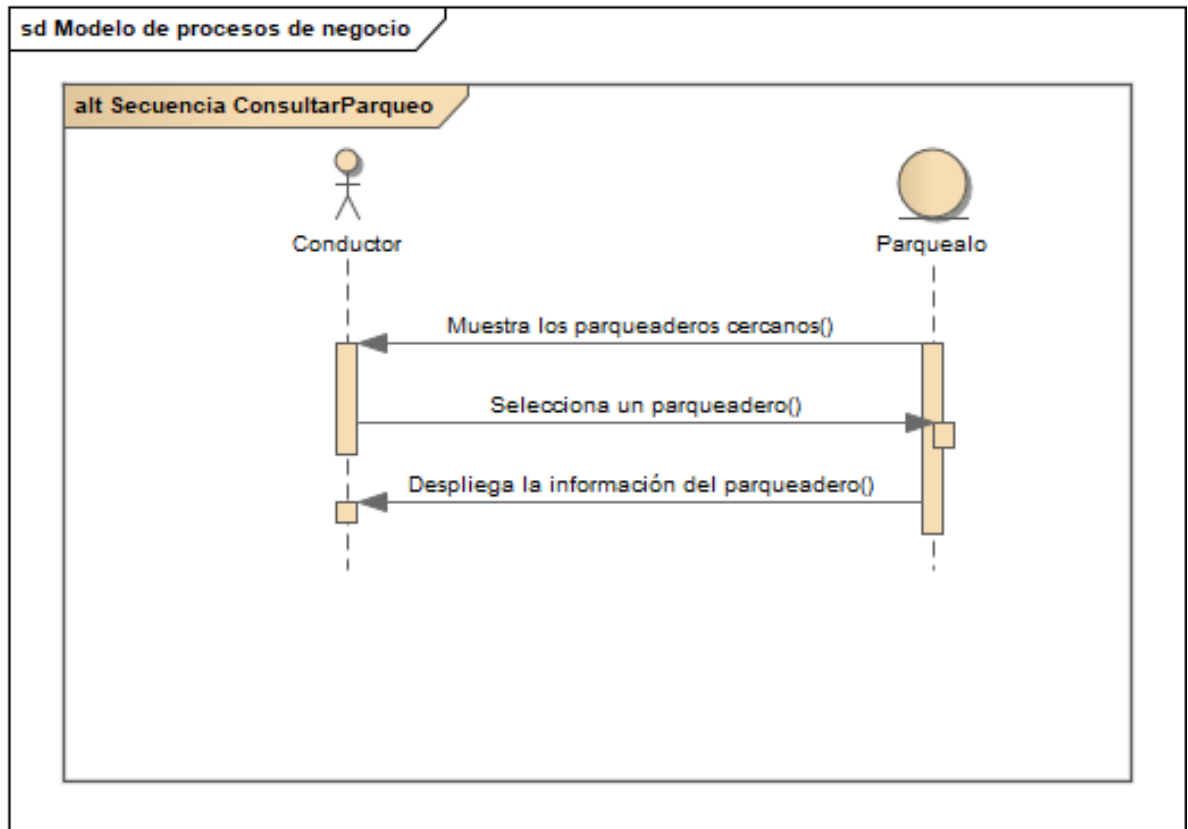 sd Modelo de procesos de negocio
alt Secuencia ConsultarParqueo
Conductor
Parquealo
Muestra los parqueaderos cercanos()
Selecciona un parqueadero()
Despliega la información del parqueadero()